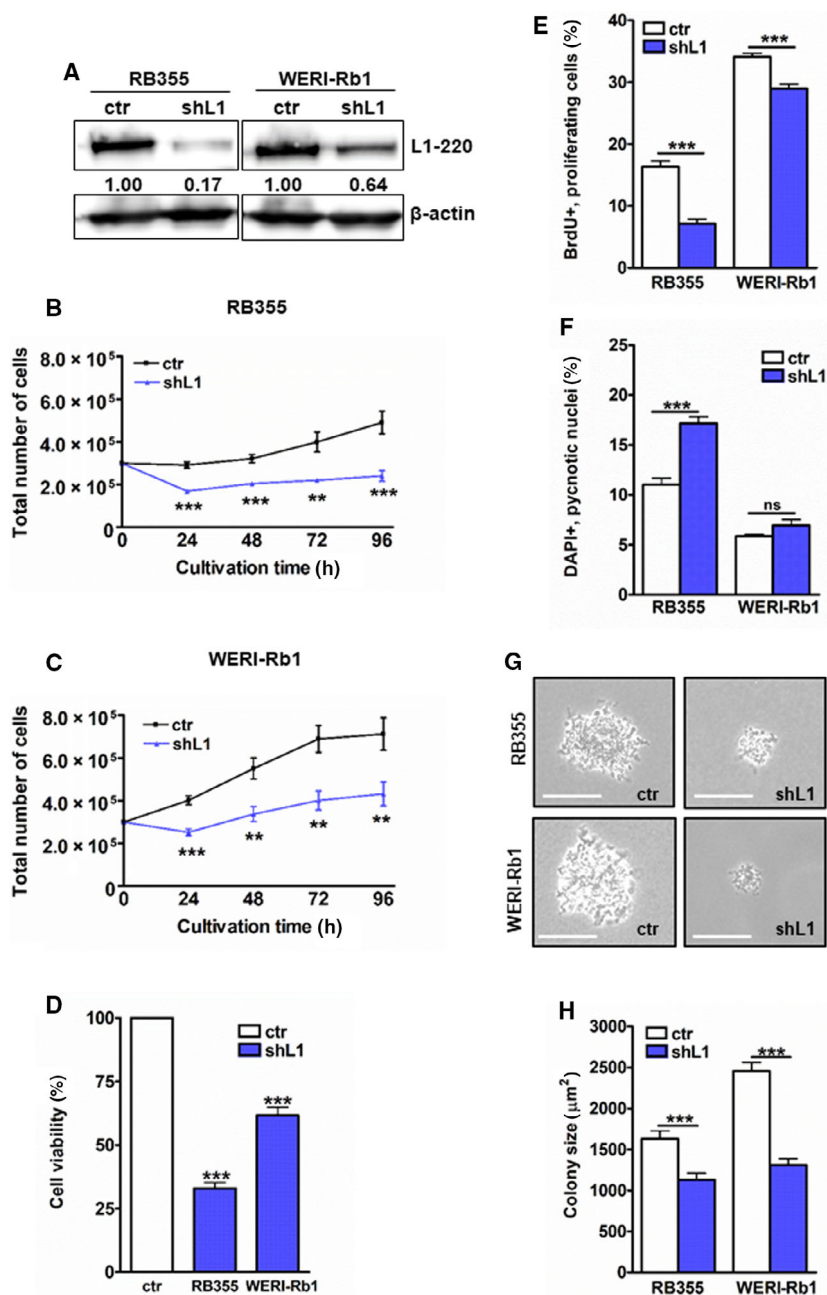 A
RB355 WERI-Rb1
ctr shL1 ctr shL1
L1-220
1.00 0.17 1.00 0.64
β-actin
B
RB355
Total number of cells
8.0 × 10⁵
6.0 × 10⁵
4.0 × 10⁵
2.0 × 10⁵
0
ctr
shL1
*** *** ** ***
0 24 48 72 96
Cultivation time (h)
C
WERI-Rb1
Total number of cells
8.0 × 10⁵
6.0 × 10⁵
4.0 × 10⁵
2.0 × 10⁵
0
ctr
shL1
*** ** ** **
0 24 48 72 96
Cultivation time (h)
D
Cell viability (%)
100
75
50
25
0
ctr
shL1
*** ***
ctr RB355 WERI-Rb1
E
BrdU+, proliferating cells (%)
40
30
20
10
0
ctr
shL1
*** ***
RB355 WERI-Rb1
F
DAPI+, pycnotic nuclei (%)
25
20
15
10
5
0
ctr
shL1
*** ns
RB355 WERI-Rb1
G
RB355
ctr shL1
WERI-Rb1
ctr shL1
H
Colony size (μm²)
3000
2500
2000
1500
1000
500
0
ctr
shL1
*** ***
RB355 WERI-Rb1